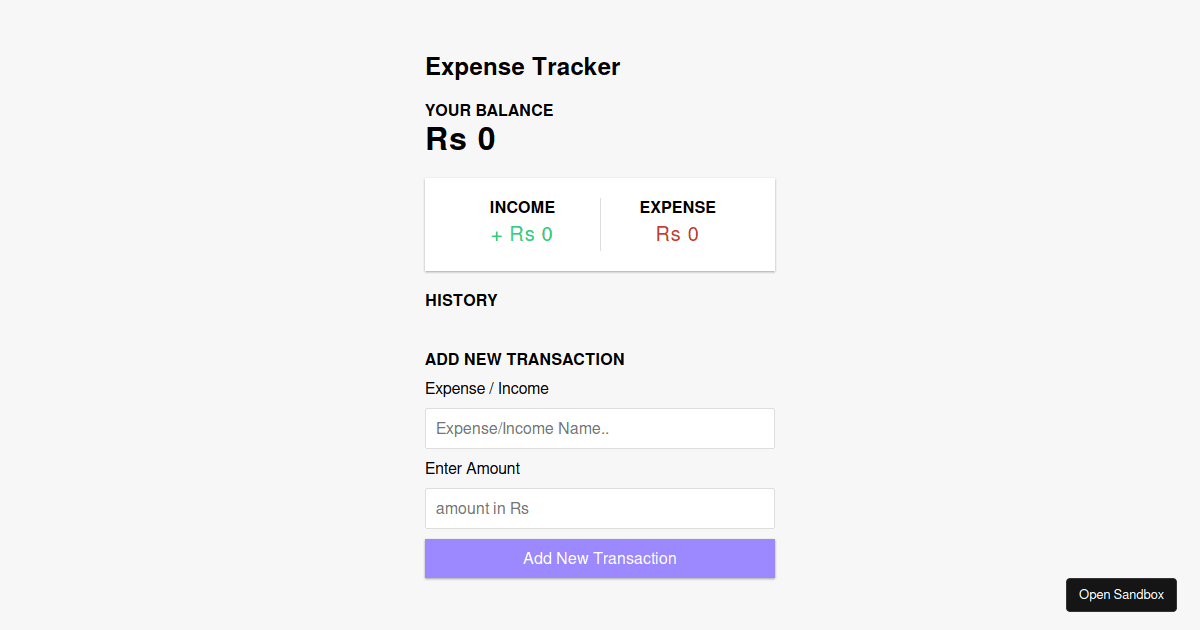 Expense Tracker
YOUR BALANCE
Rs 0
INCOME EXPENSE
+ Rs 0 Rs 0
HISTORY
ADD NEW TRANSACTION
Expense / Income
Expense/Income Name..
Enter Amount
amount in Rs
Add New Transaction
Open Sandbox